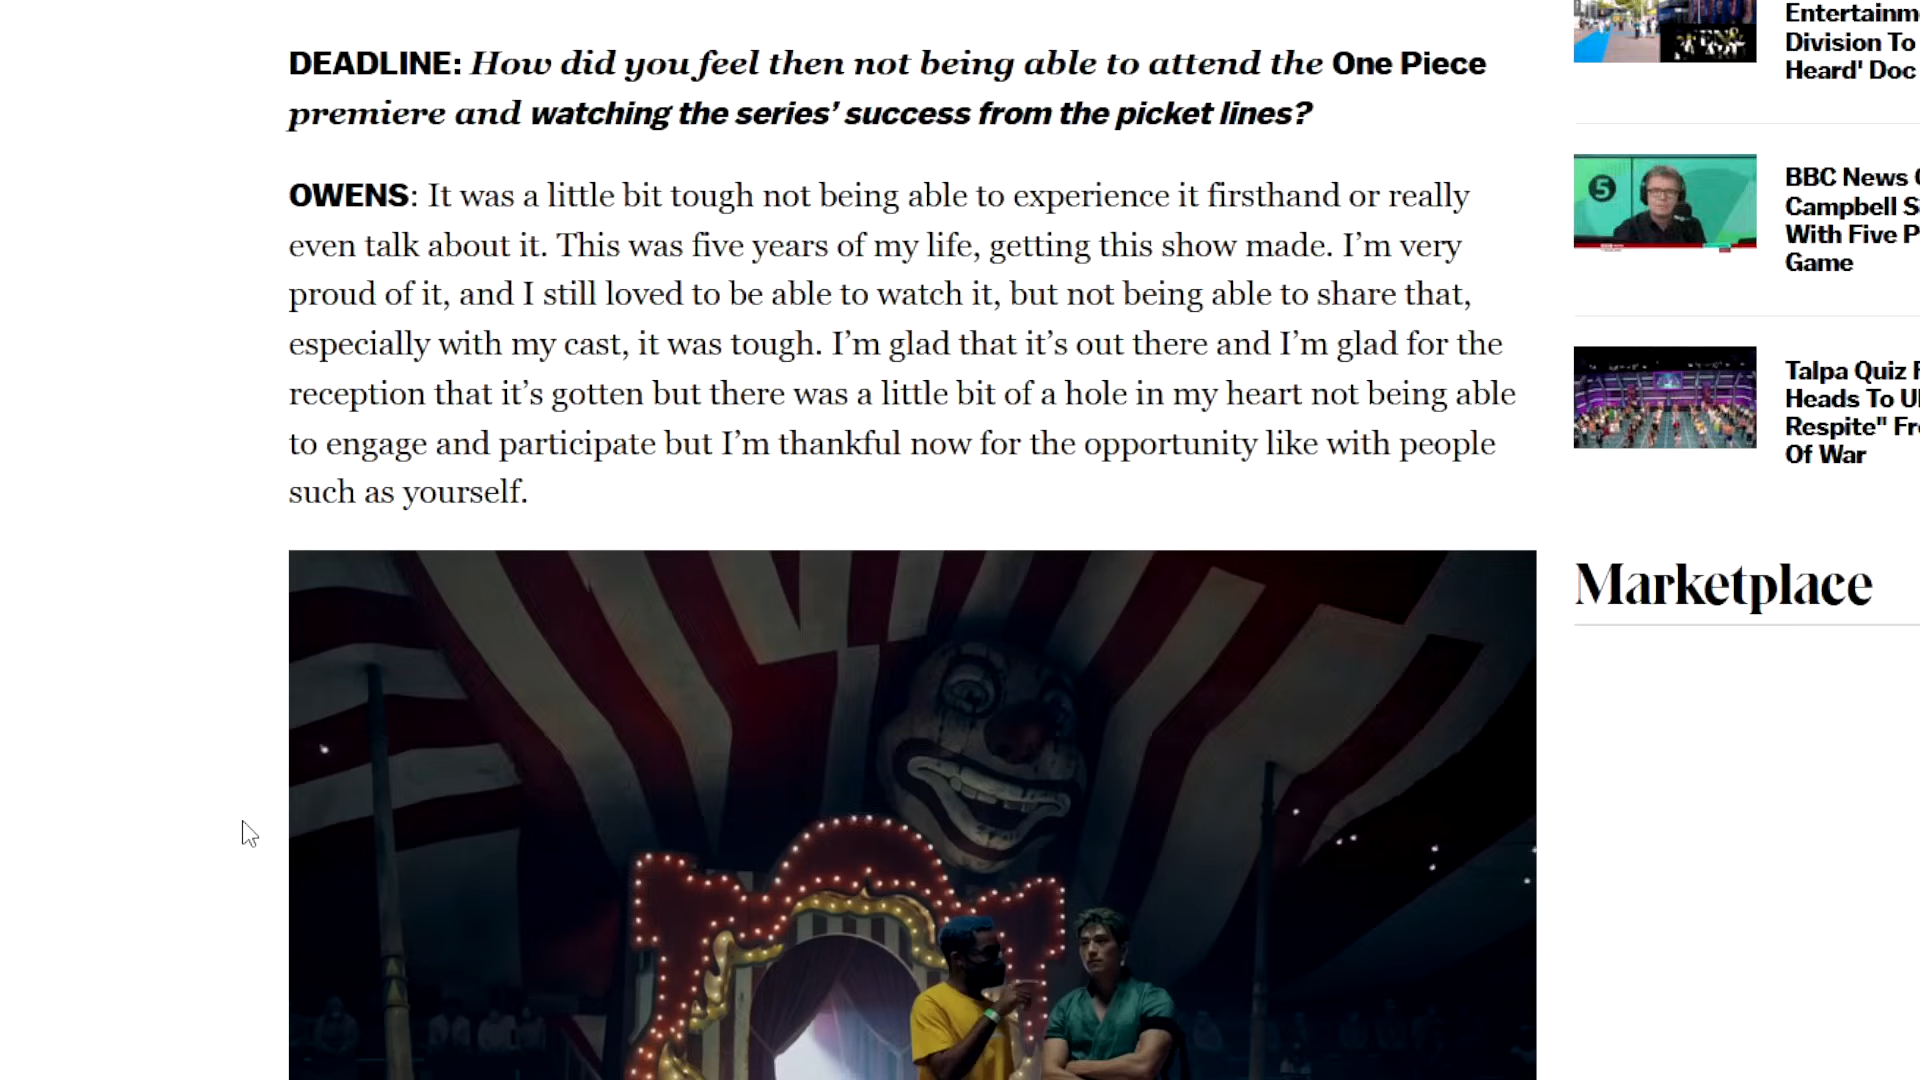 DEADLINE: How did you feel then not being able to attend the One Piece
premiere and watching the series’ success from the picket lines?
OWENS: It was a little bit tough not being able to experience it firsthand or really
even talk about it. This was five years of my life, getting this show made. I’m very
proud of it, and I still loved to be able to watch it, but not being able to share that,
especially with my cast, it was tough. I’m glad that it’s out there and I’m glad for the
reception that it’s gotten but there was a little bit of a hole in my heart not being able
to engage and participate but I’m thankful now for the opportunity like with people
such as yourself.
Division To
Heard' Doc
5
BBC News
Campbell
With Five
Game
Talpa Quiz
Heads To
Respite"
Of War
Marketplace